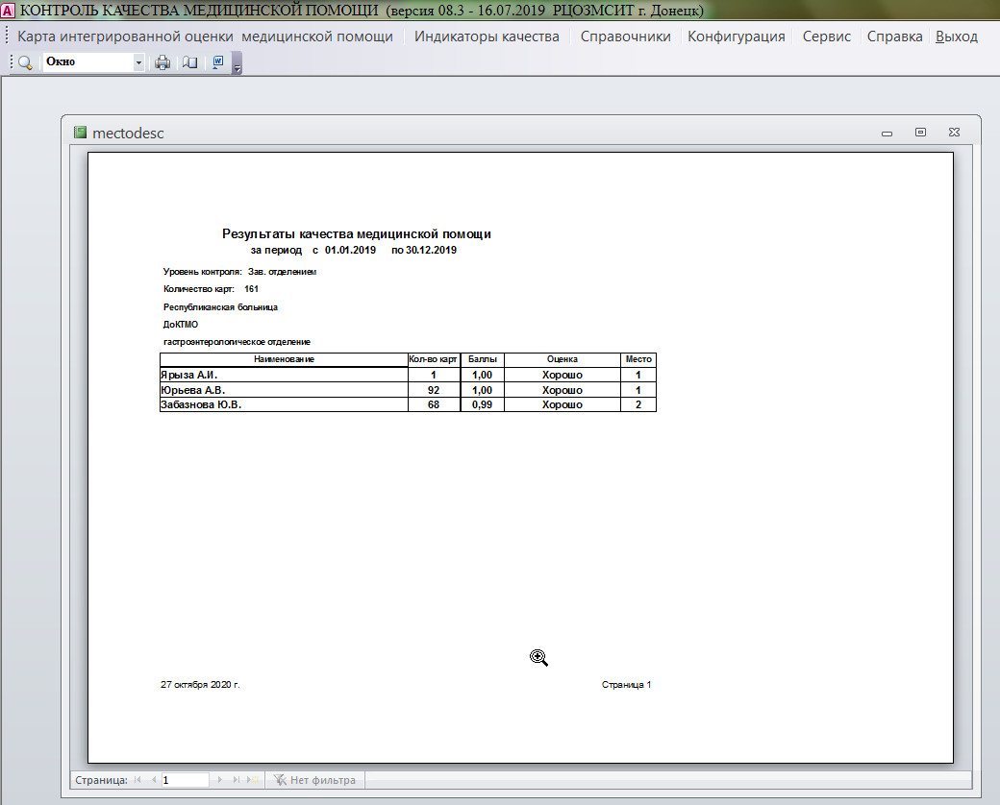 КОНТРОЛЬ КАЧЕСТВА МЕДИЦИНСКОЙ ПОМОЩИ (версия 08.3 - 16.07.2019 РЦОЗМСИТ г. Донецк)
Карта интегрированной оценки медицинской помощи Индикаторы качества Справочники Конфигурация Сервис Справка Выход
Окно
mectodesc
Результаты качества медицинской помощи
за период с 01.01.2019 по 30.12.2019
Уровень контроля: Зав. отделением
Количество карт: 161
Республиканская больница
ДоКТМО
гастроэнтерологическое отделение
Наименование Кол-во карт Баллы Оценка Место
Ярыза А.И. 1 1,00 Хорошо 1
Юрьева А.В. 92 1,00 Хорошо 1
Забазнова Ю.В. 68 0,99 Хорошо 2
27 октября 2020 г. Страница 1
Страница: 1 Нет фильтра